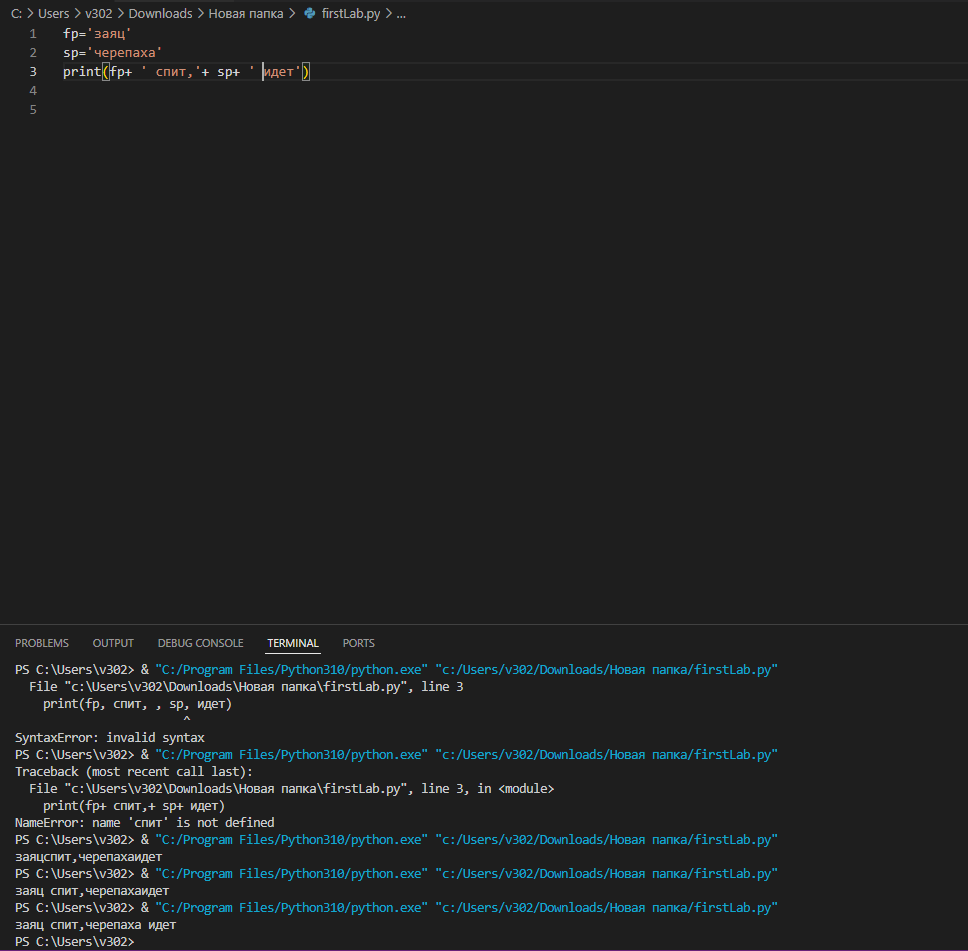 C: > Users > v302 > Downloads > Новая папка > firstLab.py > ...
1 fp='заяц'
2 sp='черепаха'
3 print(fp+ ' спит,'+ sp+ ' идет')
4
5
PROBLEMS OUTPUT DEBUG CONSOLE TERMINAL PORTS
PS C:\Users\v302> & "C:/Program Files/Python310/python.exe" "c:/Users/v302/Downloads/Новая папка/firstLab.py"
File "c:\Users\v302\Downloads\Новая папка\firstLab.py", line 3
print(fp, спит, , sp, идет)
^
SyntaxError: invalid syntax
PS C:\Users\v302> & "C:/Program Files/Python310/python.exe" "c:/Users/v302/Downloads/Новая папка/firstLab.py"
Traceback (most recent call last):
File "c:\Users\v302\Downloads\Новая папка\firstLab.py", line 3, in <module>
print(fp+ спит,+ sp+ идет)
NameError: name 'спит' is not defined
PS C:\Users\v302> & "C:/Program Files/Python310/python.exe" "c:/Users/v302/Downloads/Новая папка/firstLab.py"
заяцспит,черепахаидет
PS C:\Users\v302> & "C:/Program Files/Python310/python.exe" "c:/Users/v302/Downloads/Новая папка/firstLab.py"
заяц спит,черепахаидет
PS C:\Users\v302> & "C:/Program Files/Python310/python.exe" "c:/Users/v302/Downloads/Новая папка/firstLab.py"
заяц спит,черепаха идет
PS C:\Users\v302>